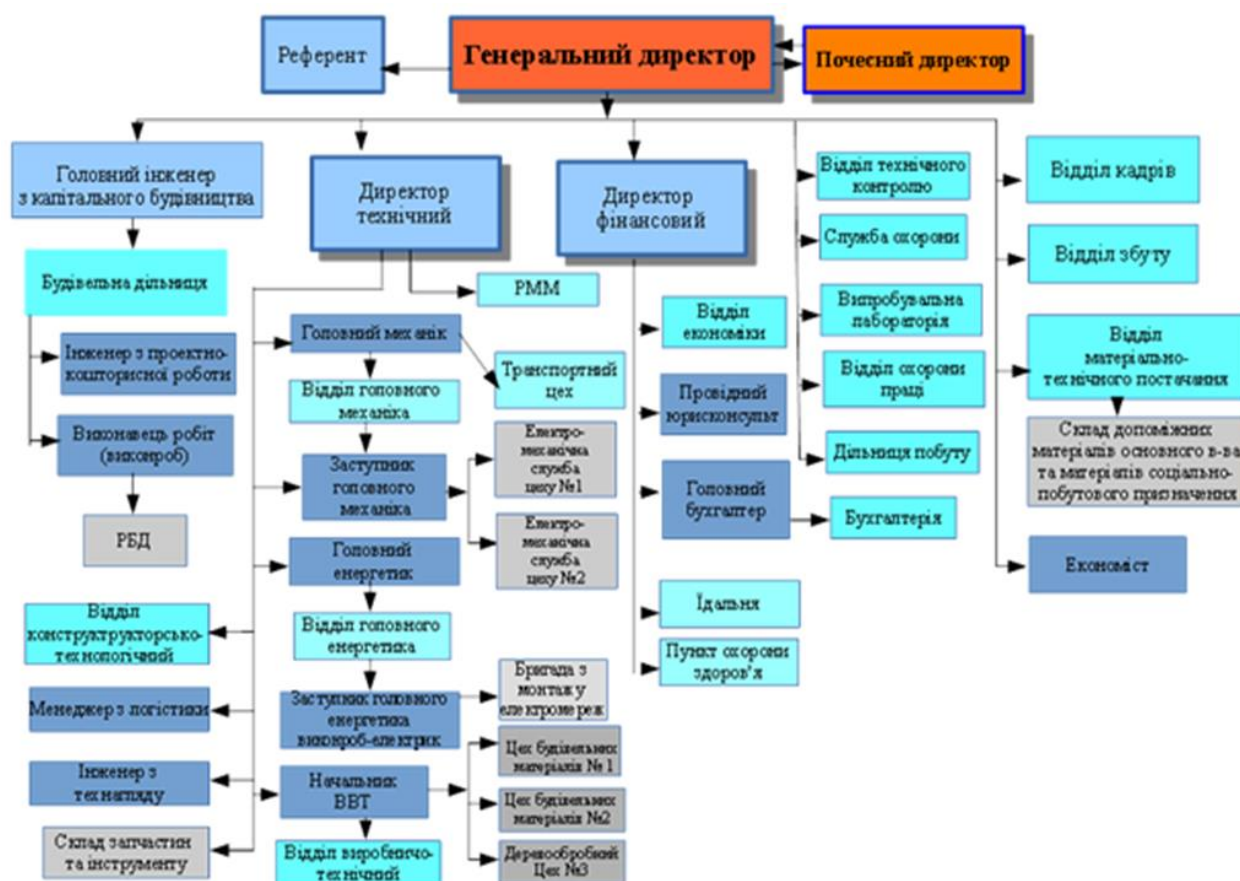 Референт
Генеральний директор
Почесний директор
Головний інженер
з капітального будівництва
Директор
технічний
Директор
фінансовий
Відділ технічного
контролю
Відділ кадрів
Служба охорони
Відділ збуту
Будівельна дільниця
РММ
Випробувальна
лабораторія
Відділ
економіки
Головний механік
Відділ
матеріально-
технічного постачання
Інженер з проектно-
кошторисної роботи
Транспортний
цех
Відділ охорони
праці
Відділ головного
механіка
Провідний
юрисконсульт
Виконавець робіт
(виконроб)
Електро-
механічна
служба
цеху №1
Склад допоміжних
матеріалів основного в-ва
та матеріалів соціально-
побутового призначення
Дільниця побуту
Заступник
головного
механіка
Головний
бухгалтер
Бухгалтерія
РБД
Електро-
механічна
служба
цеху №2
Головний
енергетик
Економіст
Їдальня
Відділ
конструкторсько-
технологічний
Відділ головного
енергетика
Пункт охорони
здоров'я
Бригада з
монтажу
електромереж
Менеджер з логістики
Заступник головного
енергетика
виконроб-електрик
Цех будівельних
матеріалів № 1
Інженер з
технагляду
Начальник
ВВТ
Цех будівельних
матеріалів №2
Склад запчастин
та інструменту
Відділ виробничо-
технічний
Деревообробний
Цех №3